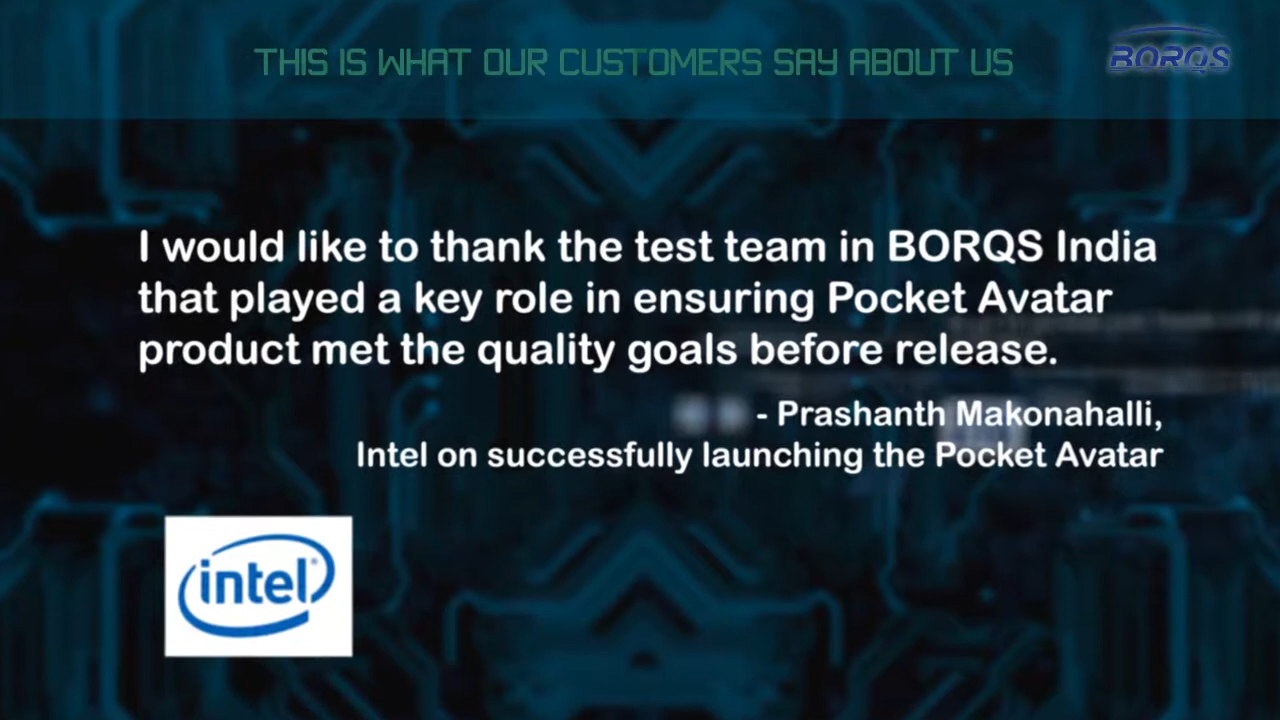 THIS IS WHAT OUR CUSTOMERS SAY ABOUT US
BORQS
I would like to thank the test team in BORQS India
that played a key role in ensuring Pocket Avatar
product met the quality goals before release.
- Prashanth Makonahalli,
Intel on successfully launching the Pocket Avatar
intel